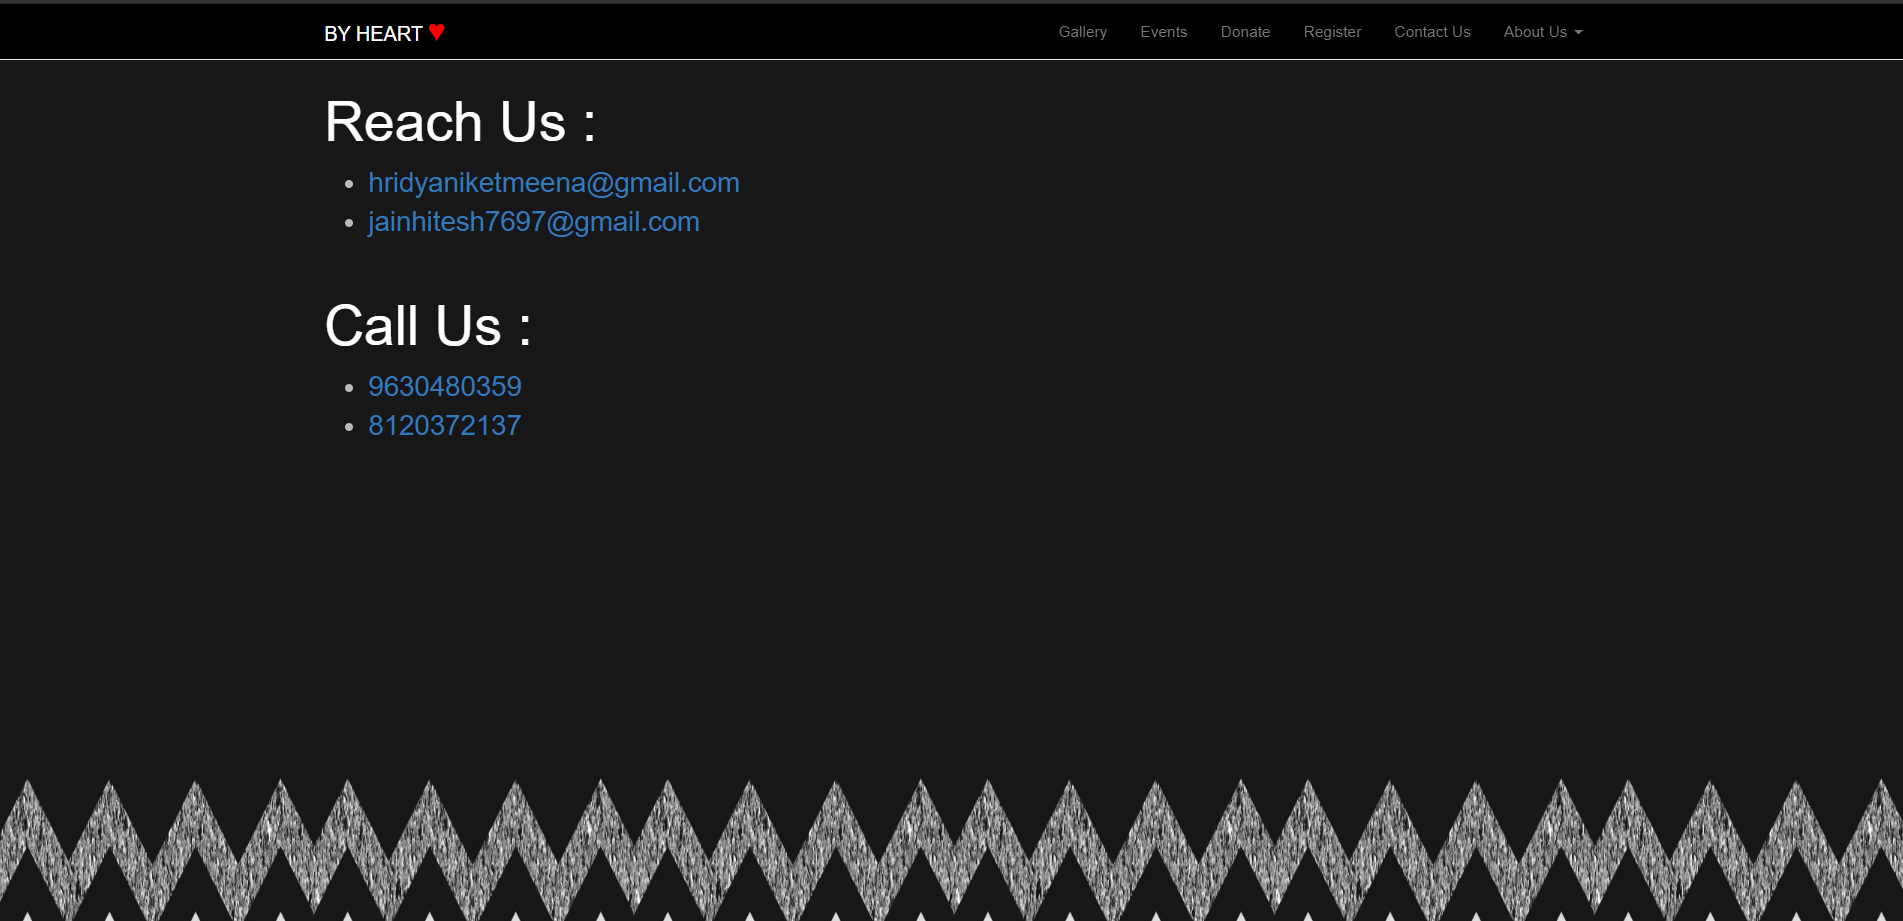 BY HEART ♥
Gallery Events Donate Register Contact Us About Us
Reach Us :
hridyaniketmeena@gmail.com
jainhitesh7697@gmail.com
Call Us :
9630480359
8120372137